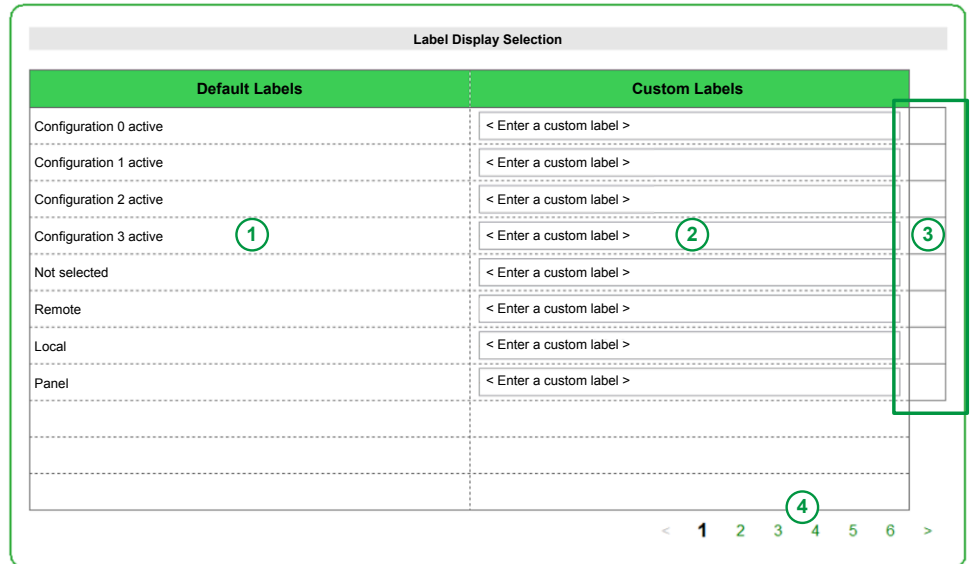 Label Display Selection
Default Labels Custom Labels
Configuration 0 active < Enter a custom label >
Configuration 1 active < Enter a custom label >
Configuration 2 active < Enter a custom label >
Configuration 3 active 1 < Enter a custom label > 2 3
Not selected < Enter a custom label >
Remote < Enter a custom label >
Local < Enter a custom label >
Panel < Enter a custom label >
4
< 1 2 3 4 5 6 >